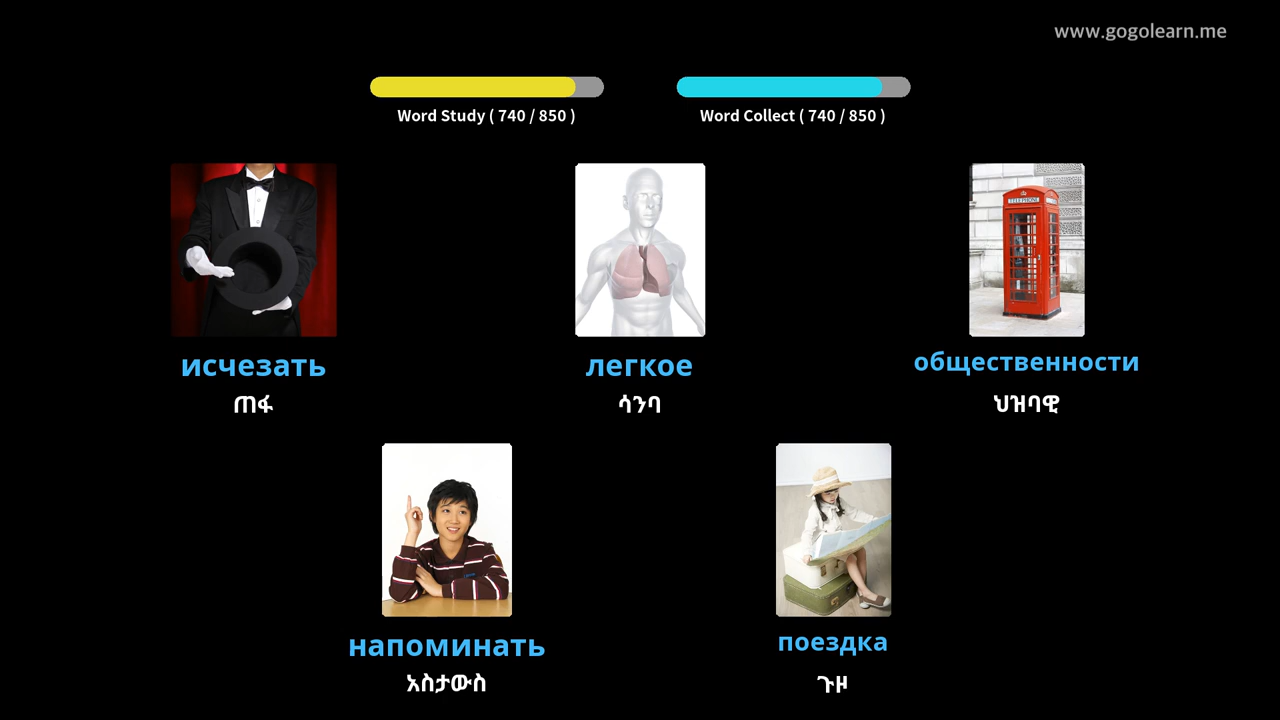 www.gogolearn.me
Word Study ( 740 / 850 )
Word Collect ( 740 / 850 )
TELEPHONE
исчезать
легкое
общественности
ጠፋ
ሳንባ
ህዝባዊ
напоминать
поездка
አስታውስ
ጉዞ